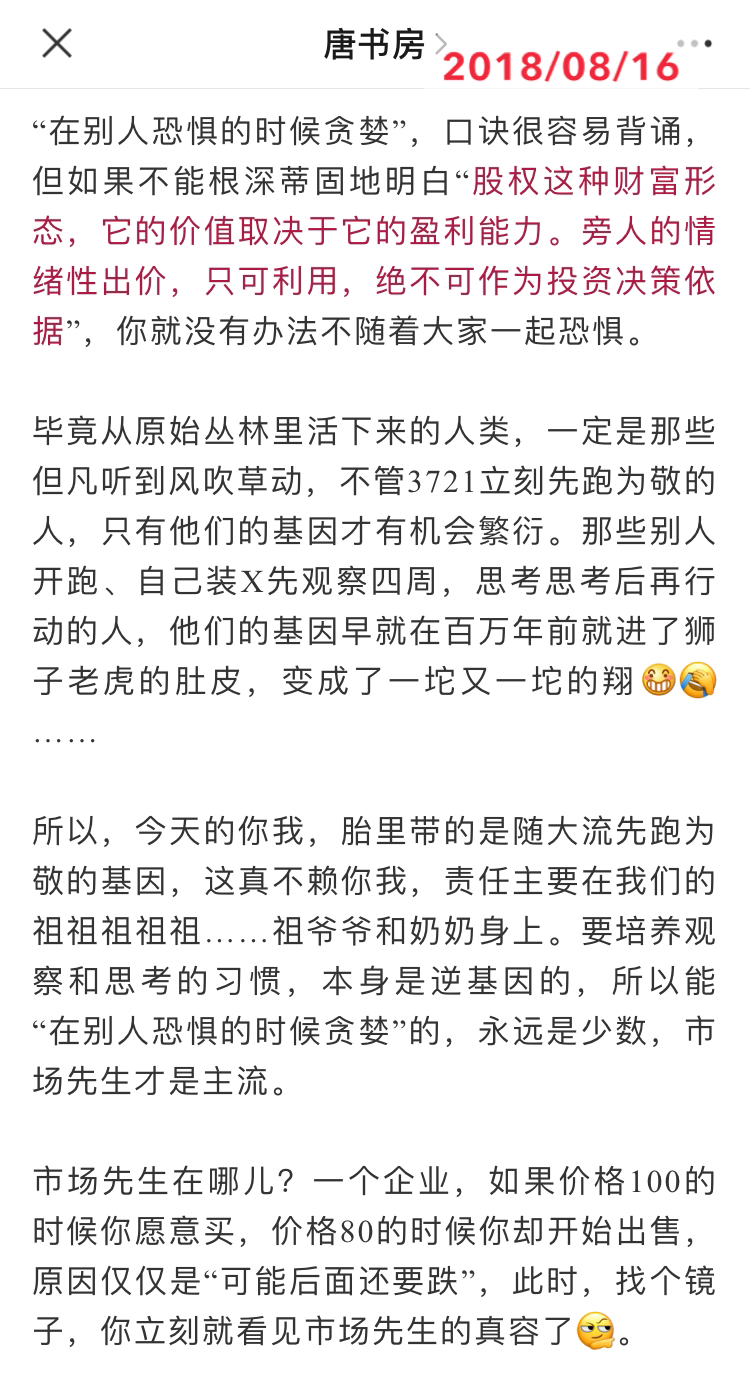 唐书房
2018/08/16
“在别人恐惧的时候贪婪”，口诀很容易背诵，
但如果不能根深蒂固地明白“股权这种财富形
态，它的价值取决于它的盈利能力。旁人的情
绪性出价，只可利用，绝不可作为投资决策依
据”，你就没有办法不随着大家一起恐惧。
毕竟从原始丛林里活下来的人类，一定是那些
但凡听到风吹草动，不管3721立刻先跑为敬的
人，只有他们的基因才有机会繁衍。那些别人
开跑、自己装X先观察四周，思考思考后再行
动的人，他们的基因早就在百万年前就进了狮
子老虎的肚皮，变成了一坨又一坨的翔😁🤦
……
所以，今天的你我，胎里带的是随大流先跑为
敬的基因，这真不赖你我，责任主要在我们的
祖祖祖祖祖……祖爷爷和奶奶身上。要培养观
察和思考的习惯，本身是逆基因的，所以能
“在别人恐惧的时候贪婪”的，永远是少数，市
场先生才是主流。
市场先生在哪儿？一个企业，如果价格100的
时候你愿意买，价格80的时候你却开始出售，
原因仅仅是“可能后面还要跌”，此时，找个镜
子，你立刻就看见市场先生的真容了🤔。